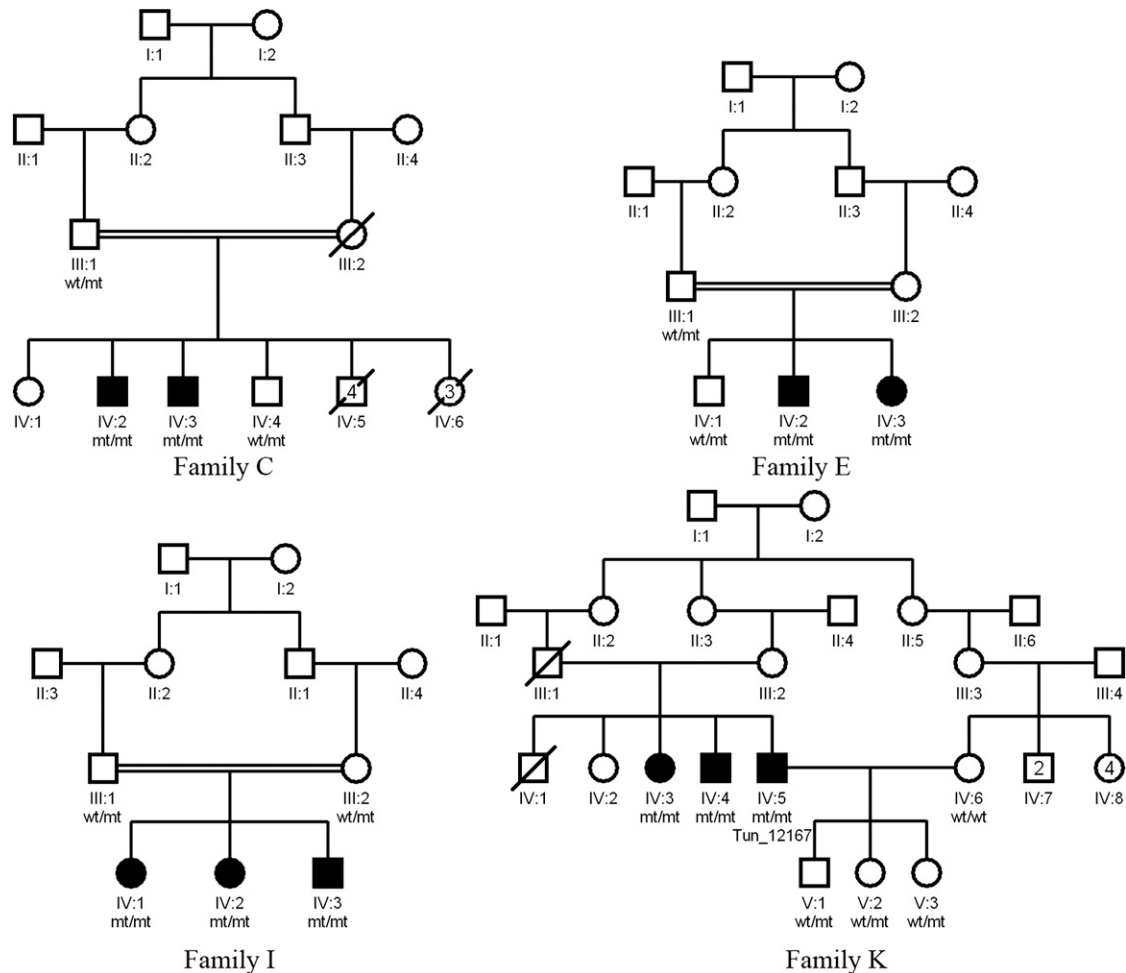 I:1 I:2
II:1 II:2 II:3 II:4
III:1 III:2
wt/mt
4 3
IV:1 IV:2 IV:3 IV:4 IV:5 IV:6
mt/mt mt/mt wt/mt
Family C
I:1 I:2
II:1 II:2 II:3 II:4
III:1 III:2
wt/mt
IV:1 IV:2 IV:3
wt/mt mt/mt mt/mt
Family E
I:1 I:2
II:3 II:2 II:1 II:4
III:1 III:2
wt/mt wt/mt
IV:1 IV:2 IV:3
mt/mt mt/mt mt/mt
Family I
I:1 I:2
II:1 II:2 II:3 II:4 II:5 II:6
III:1 III:2 III:3 III:4
2 4
IV:1 IV:2 IV:3 IV:4 IV:5 IV:6 IV:7 IV:8
mt/mt mt/mt mt/mt wt/wt
Tun_12167
V:1 V:2 V:3
wt/mt wt/mt wt/mt
Family K